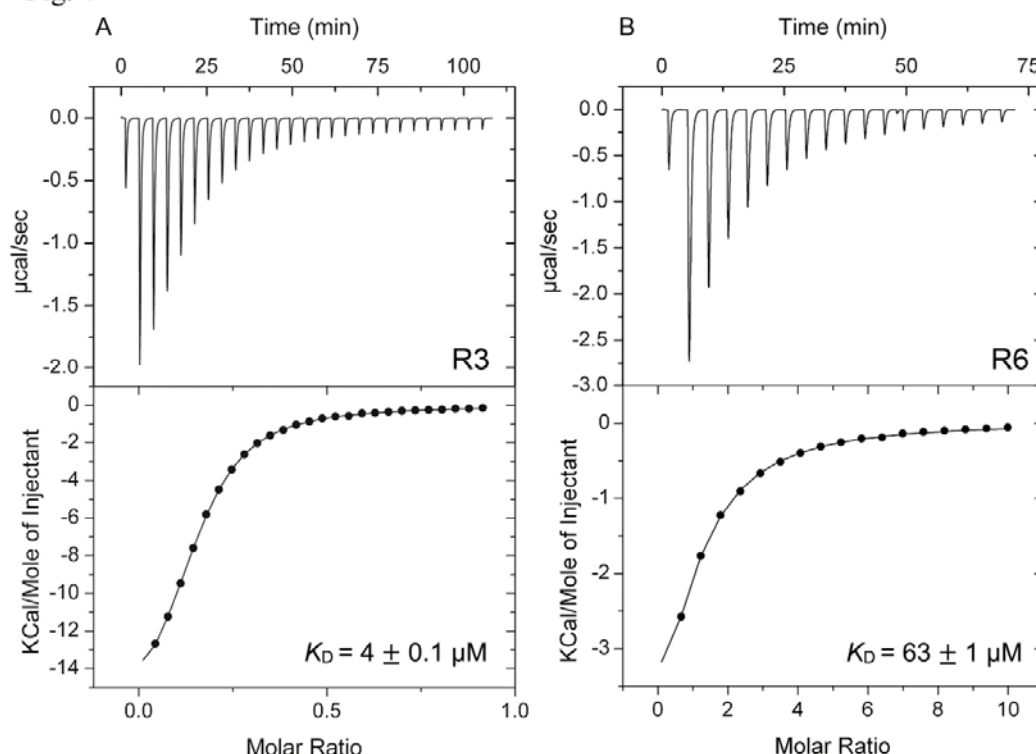 A
Time (min)
0 25 50 75 100
0.0
-0.5
-1.0
-1.5
-2.0
µcal/sec
R3
0
-2
-4
-6
-8
-10
-12
-14
KCal/Mole of Injectant
KD = 4 ± 0.1 µM
0.0 0.5 1.0
Molar Ratio
B
Time (min)
0 25 50 75
0.0
-0.5
-1.0
-1.5
-2.0
-2.5
-3.0
µcal/sec
R6
0
-1
-2
-3
KCal/Mole of Injectant
KD = 63 ± 1 µM
0 2 4 6 8 10
Molar Ratio